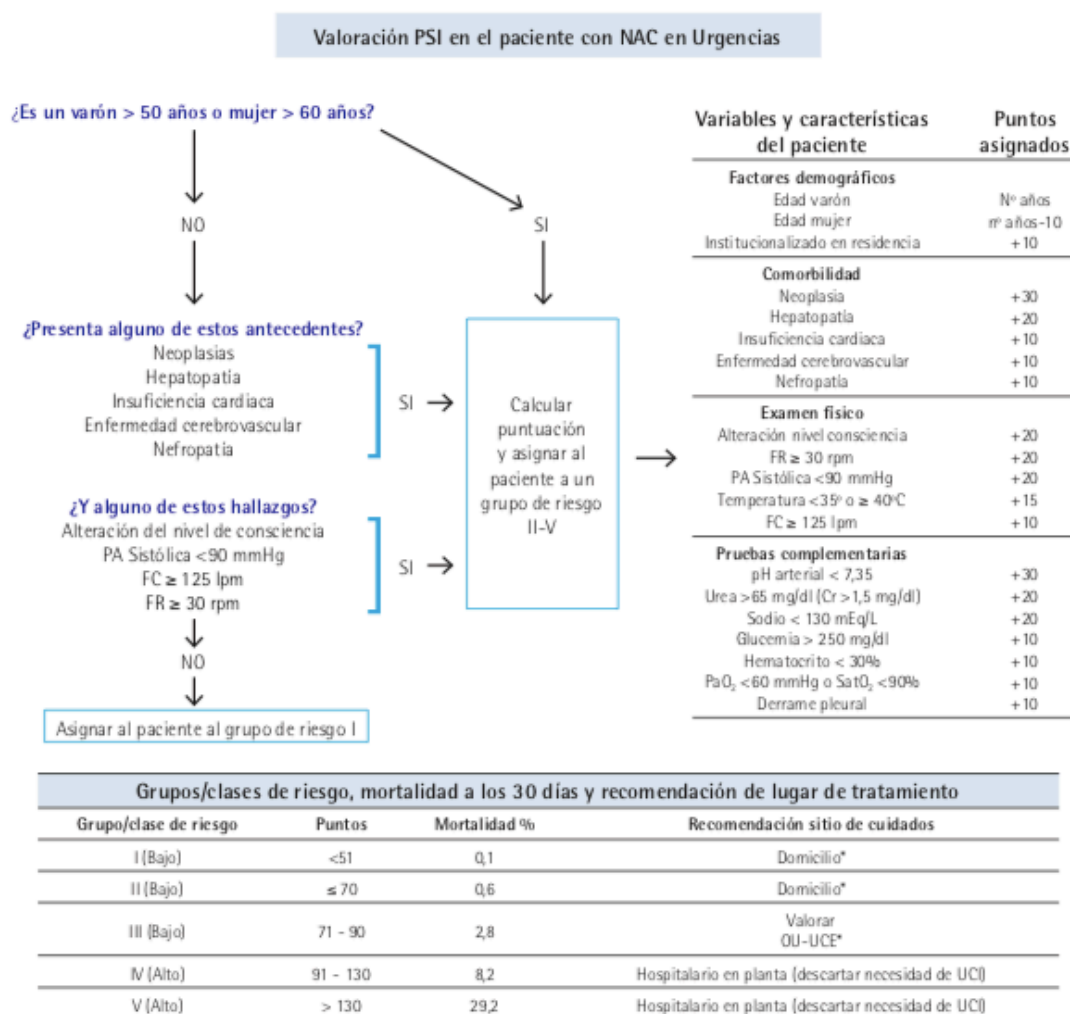 Valoración PSI en el paciente con NAC en Urgencias
¿Es un varón > 50 años o mujer > 60 años?
NO
SI
¿Presenta alguno de estos antecedentes?
Neoplasias
Hepatopatía
Insuficiencia cardiaca
Enfermedad cerebrovascular
Nefropatía
SI
¿Y alguno de estos hallazgos?
Alteración del nivel de consciencia
PA Sistólica <90 mmHg
FC ≥ 125 lpm
FR ≥ 30 rpm
SI
NO
Asignar al paciente al grupo de riesgo I
Calcular
puntuación
y asignar al
paciente a un
grupo de riesgo
II-V
Variables y características del paciente Puntos asignados
Factores demográficos
Edad varón Nº años
Edad mujer nº años-10
Institucionalizado en residencia +10
Comorbilidad
Neoplasia +30
Hepatopatía +20
Insuficiencia cardiaca +10
Enfermedad cerebrovascular +10
Nefropatía +10
Examen físico
Alteración nivel consciencia +20
FR ≥ 30 rpm +20
PA Sistólica <90 mmHg +20
Temperatura <35º o ≥ 40ºC +15
FC ≥ 125 lpm +10
Pruebas complementarias
pH arterial < 7,35 +30
Urea >65 mg/dl (Cr >1,5 mg/dl) +20
Sodio < 130 mEq/L +20
Glucemia > 250 mg/dl +10
Hematocrito < 30% +10
PaO₂ <60 mmHg o SatO₂ <90% +10
Derrame pleural +10
Grupos/clases de riesgo, mortalidad a los 30 días y recomendación de lugar de tratamiento
Grupo/clase de riesgo Puntos Mortalidad % Recomendación sitio de cuidados
I (Bajo) <51 0,1 Domicilio*
II (Bajo) ≤ 70 0,6 Domicilio*
III (Bajo) 71 - 90 2,8 Valorar OU-UCE*
IV (Alto) 91 - 130 8,2 Hospitalario en planta (descartar necesidad de UCI)
V (Alto) > 130 29,2 Hospitalario en planta (descartar necesidad de UCI)